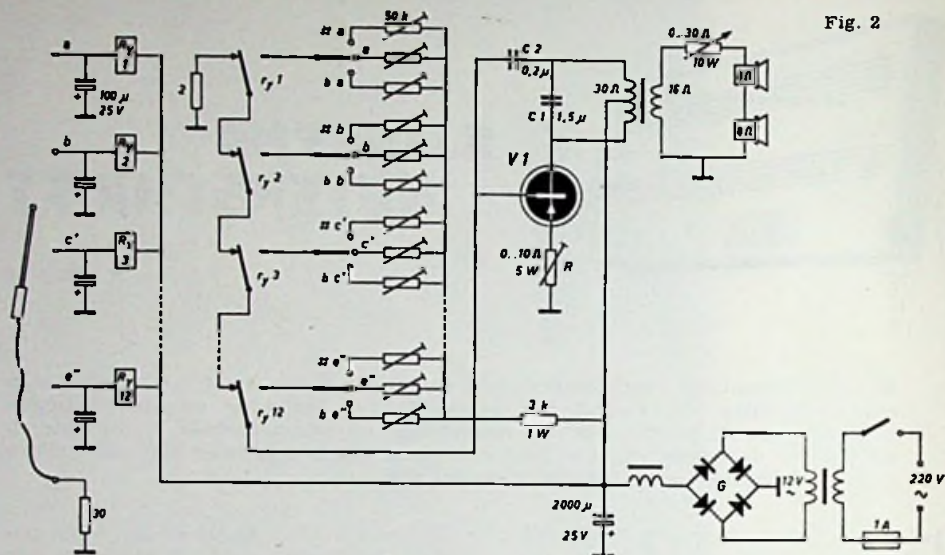 Fig. 2
a
Ry
1
100 µ
25 V
b
Ry
2
c'
3
e"
Ry
12
30
2
ry 1
ry 2
ry 3
ry 12
50 k
# a
a
b a
# b
b
b b
# c'
c'
b c'
# e"
e"
b e"
C 2
0,2 µ
C 1
1,5 µ
30 Ω
V 1
0..10 Ω
5 W
R
16 Ω
0...30 Ω
10 W
8 Ω
3 k
1 W
2000 µ
25 V
G
12 V
~
220 V
~
1 A